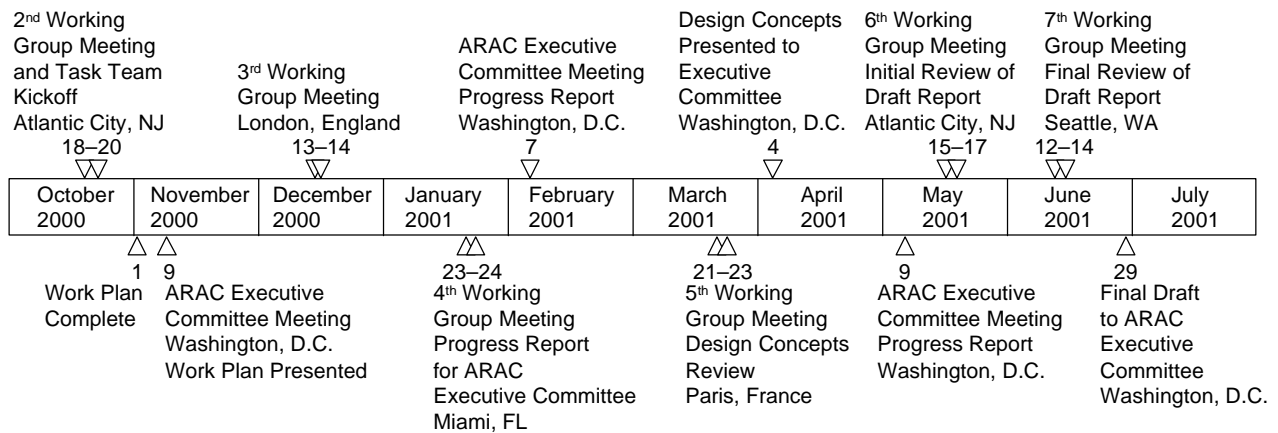 2nd Working
Group Meeting
and Task Team
Kickoff
Atlantic City, NJ
18–20
3rd Working
Group Meeting
London, England
13–14
ARAC Executive
Committee Meeting
Progress Report
Washington, D.C.
7
Design Concepts
Presented to
Executive
Committee
Washington, D.C.
4
6th Working
Group Meeting
Initial Review of
Draft Report
Atlantic City, NJ
15–17
7th Working
Group Meeting
Final Review of
Draft Report
Seattle, WA
12–14
October
2000
November
2000
December
2000
January
2001
February
2001
March
2001
April
2001
May
2001
June
2001
July
2001
1
Work Plan
Complete
9
ARAC Executive
Committee Meeting
Washington, D.C.
Work Plan Presented
23–24
4th Working
Group Meeting
Progress Report
for ARAC
Executive Committee
Miami, FL
21–23
5th Working
Group Meeting
Design Concepts
Review
Paris, France
9
ARAC Executive
Committee Meeting
Progress Report
Washington, D.C.
29
Final Draft
to ARAC
Executive
Committee
Washington, D.C.